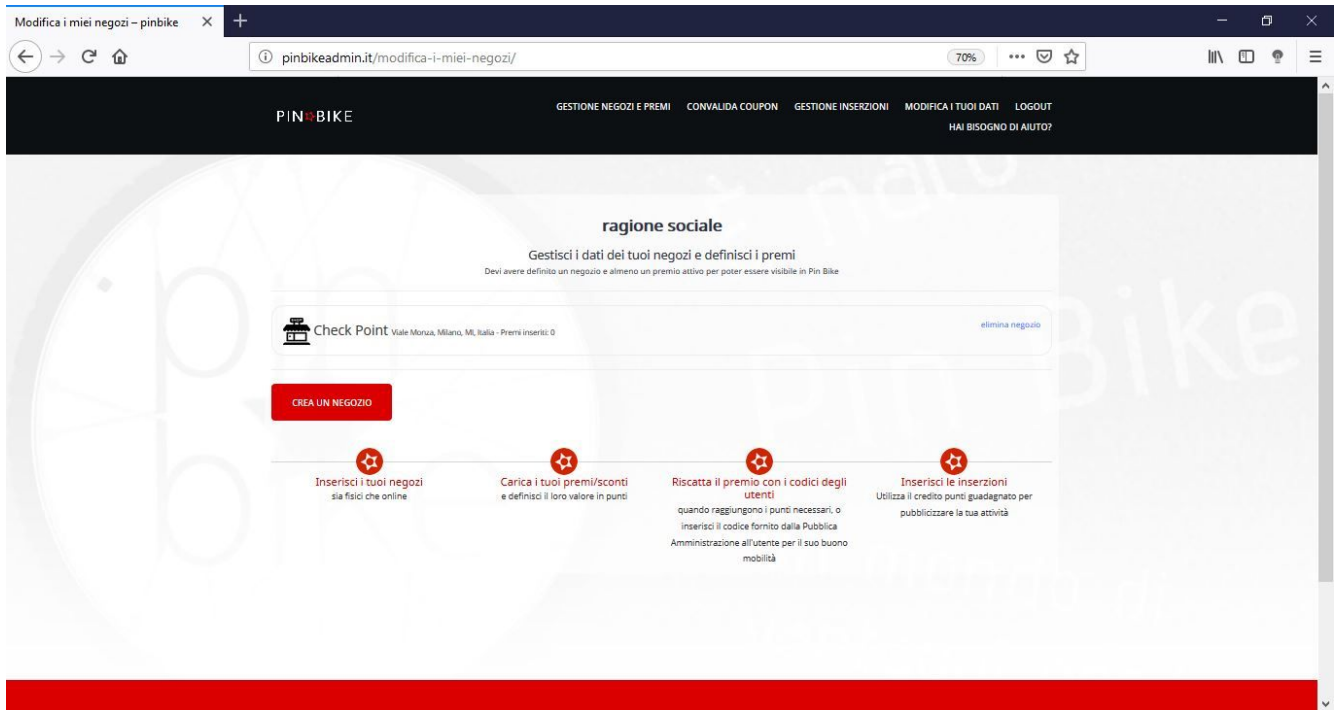 Modifica i miei negozi – pinbike
pinbikeadmin.it/modifica-i-miei-negozi/
70%
PIN BIKE
GESTIONE NEGOZI E PREMI CONVALIDA COUPON GESTIONE INSERZIONI MODIFICA I TUOI DATI LOGOUT
HAI BISOGNO DI AIUTO?
ragione sociale
Gestisci i dati dei tuoi negozi e definisci i premi
Devi avere definito un negozio e almeno un premio attivo per poter essere visibile in Pin Bike
Check Point Viale Monza, Milano, MI, Italia - Premi inseriti: 0
elimina negozio
CREA UN NEGOZIO
Inserisci i tuoi negozi
sia fisici che online
Carica i tuoi premi/sconti
e definisci il loro valore in punti
Riscatta il premio con i codici degli
utenti
quando raggiungono i punti necessari, o
inserisci il codice fornito dalla Pubblica
Amministrazione all'utente per il suo buono
mobilità
Inserisci le inserzioni
Utilizza il credito punti guadagnato per
pubblicizzare la tua attività
pin
Pin Bike